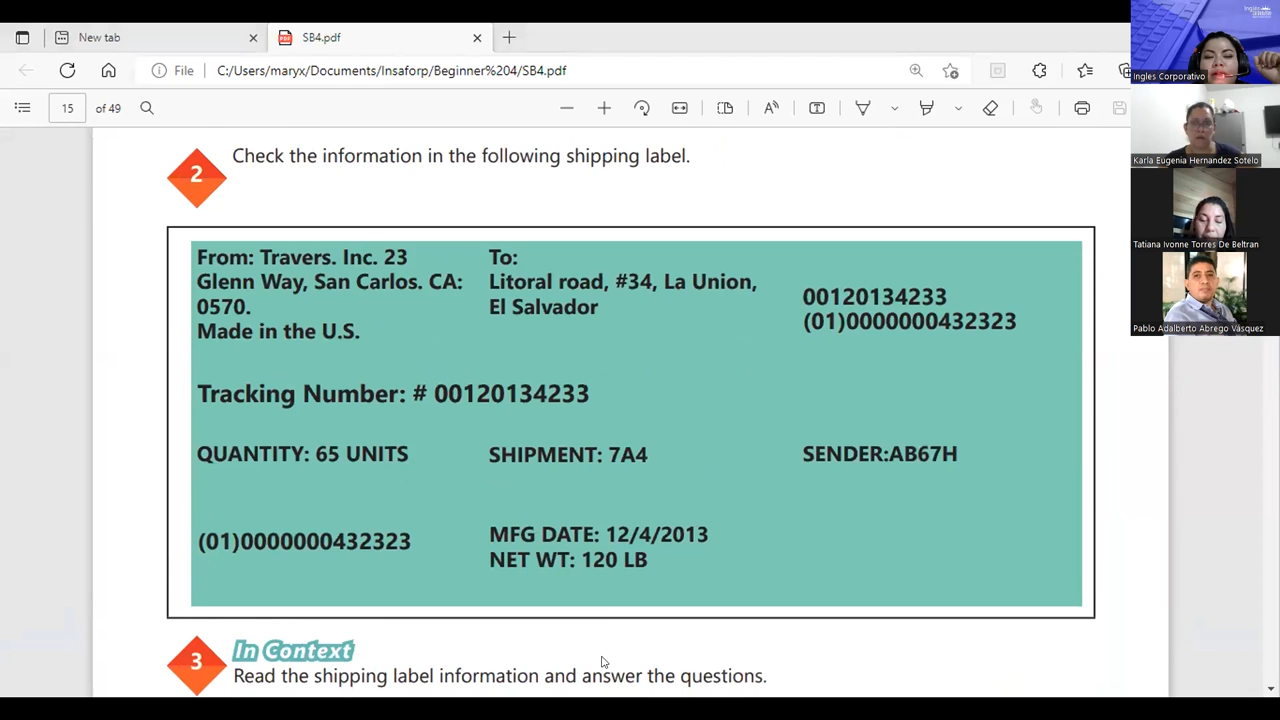 New tab
SB4.pdf
File
C:/Users/maryx/Documents/Insaforp/Beginner%204/SB4.pdf
15
of 49
2
Check the information in the following shipping label.
From: Travers. Inc. 23
Glenn Way, San Carlos. CA:
0570.
Made in the U.S.
To:
Litoral road, #34, La Union,
El Salvador
00120134233
(01)0000000432323
Tracking Number: # 00120134233
QUANTITY: 65 UNITS
SHIPMENT: 7A4
SENDER:AB67H
(01)0000000432323
MFG DATE: 12/4/2013
NET WT: 120 LB
3
In Context
Read the shipping label information and answer the questions.
Ingles Corporativo
Karla Eugenia Hernandez Sotelo
Tatiana Ivonne Torres De Beltran
Pablo Adalberto Abrego Vásquez